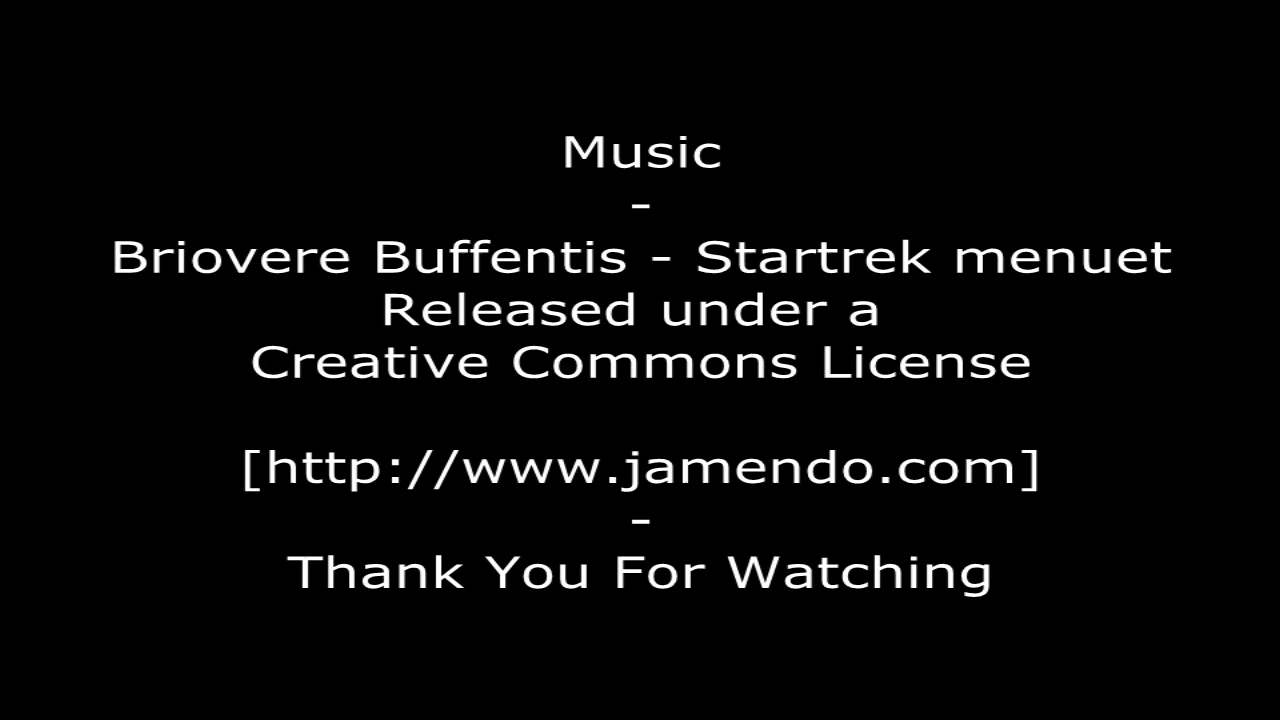 Music
-
Briovere Buffentis - Startrek menuet
Released under a
Creative Commons License
[http://www.jamendo.com]
-
Thank You For Watching